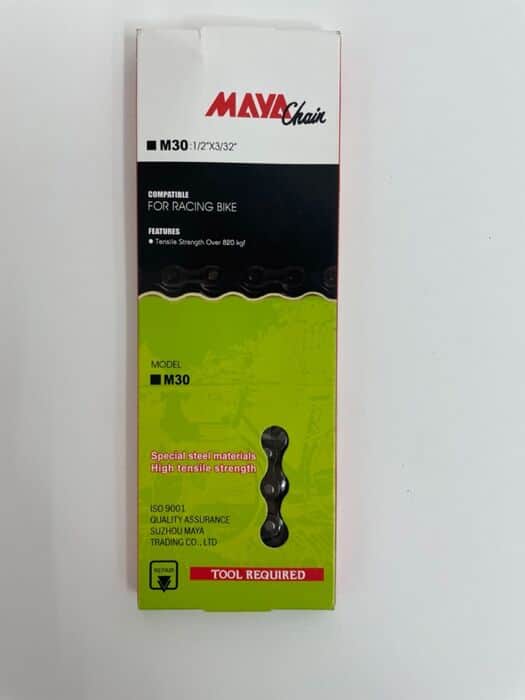 MAYA Chain
M30:1/2"X3/32"
COMPATIBLE
FOR RACING BIKE
FEATURES
Tensile Strength Over 820 kgf
MODEL
M30
Special steel materials
High tensile strength
ISO 9001
QUALITY ASSURANCE
SUZHOU MAYA
TRADING CO., LTD
REPAIR
TOOL REQUIRED